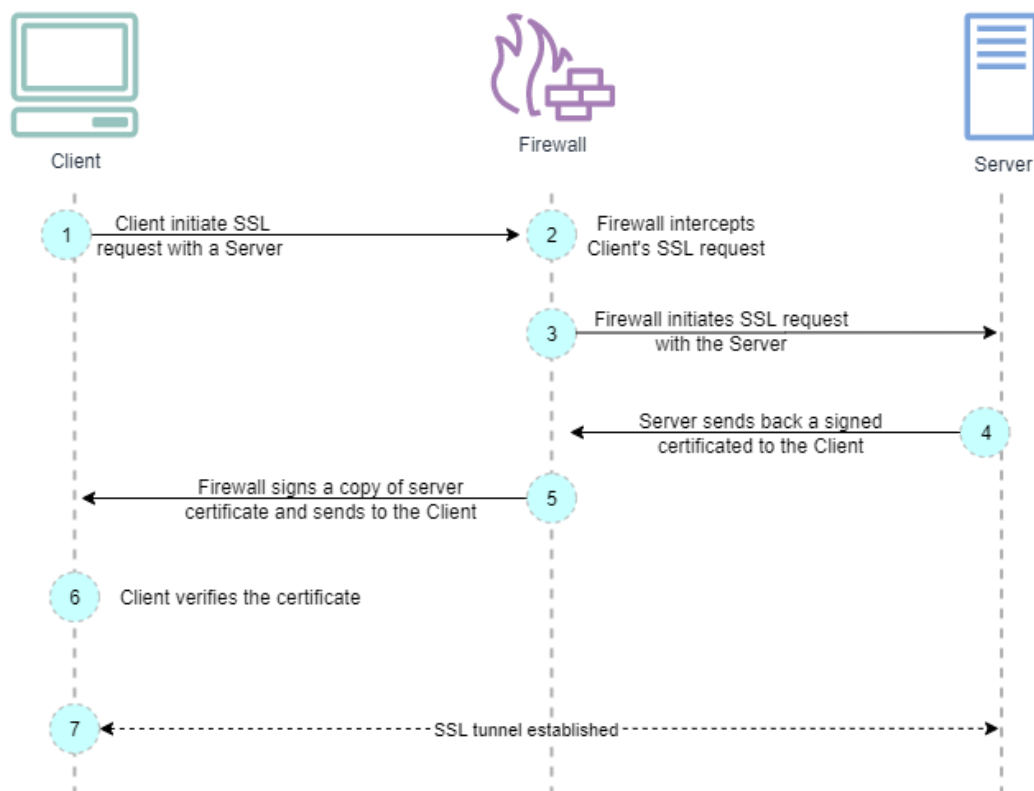 Client
Firewall
Server
1
Client initiate SSL
request with a Server
2
Firewall intercepts
Client's SSL request
3
Firewall initiates SSL request
with the Server
Server sends back a signed
certificated to the Client
4
Firewall signs a copy of server
certificate and sends to the Client
5
6
Client verifies the certificate
7
SSL tunnel established